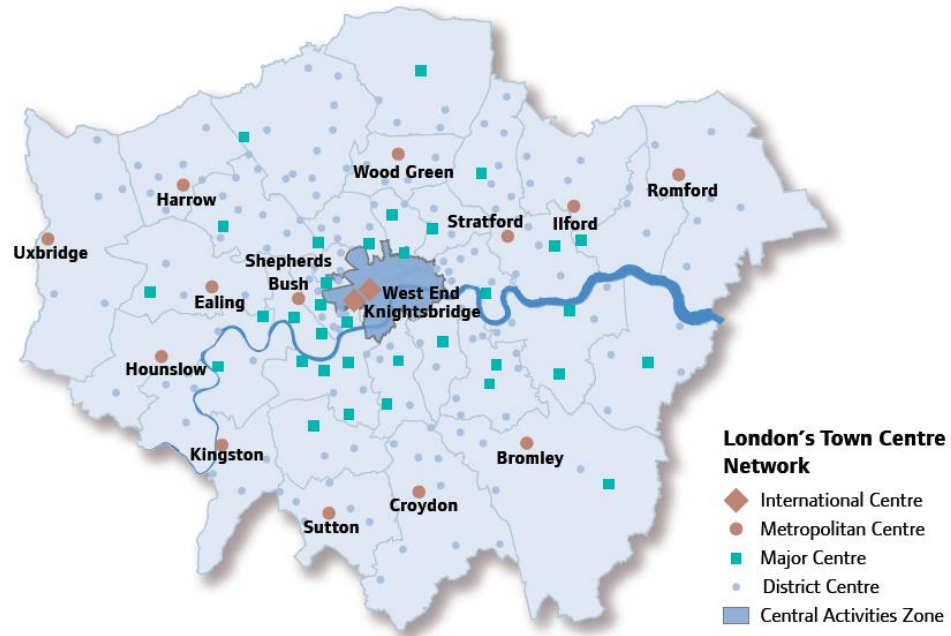 Wood Green
Harrow
Romford
Stratford
Ilford
Uxbridge
Shepherds
Bush
Ealing
West End
Knightsbridge
Hounslow
Kingston
Bromley
Croydon
Sutton
London's Town Centre
Network
International Centre
Metropolitan Centre
Major Centre
District Centre
Central Activities Zone